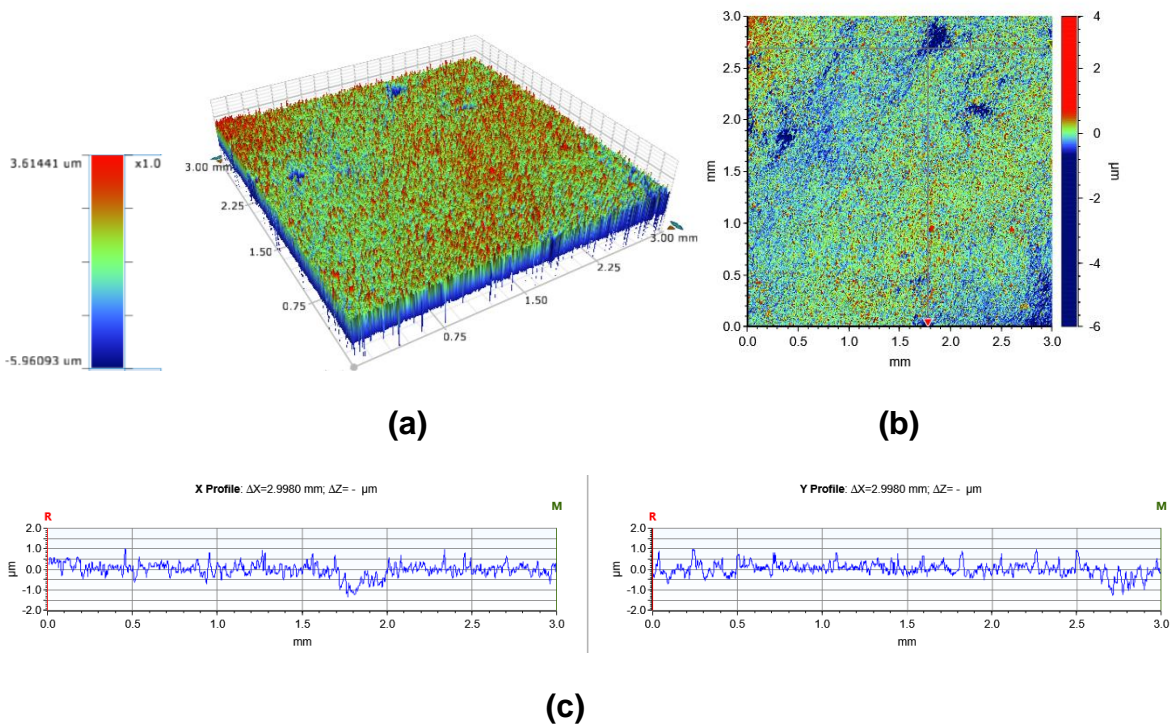 3.61441 um
x1.0
-5.96093 um
3.00 mm
2.25
1.50
0.75
0.75
1.50
2.25
3.00 mm
(a)
3.0
2.5
2.0
1.5
1.0
0.5
0.0
mm
0.0 0.5 1.0 1.5 2.0 2.5 3.0
mm
4
2
0
-2
-4
-6
µm
(b)
X Profile: ΔX=2.9980 mm; ΔZ= - µm
R
M
2.0
1.0
0.0
-1.0
-2.0
µm
0.0 0.5 1.0 1.5 2.0 2.5 3.0
mm
Y Profile: ΔX=2.9980 mm; ΔZ= - µm
R
M
2.0
1.0
0.0
-1.0
-2.0
µm
0.0 0.5 1.0 1.5 2.0 2.5 3.0
mm
(c)